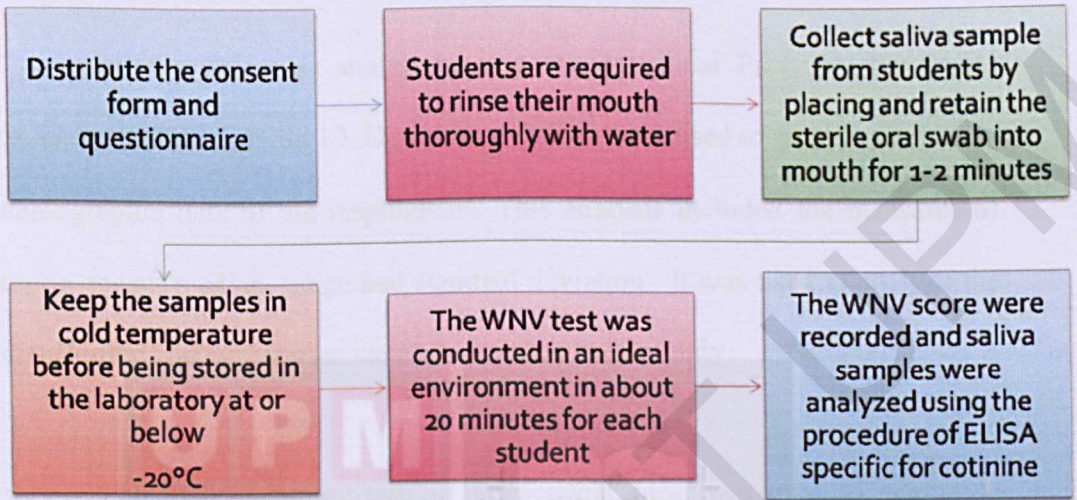 Distribute the consent
form and
questionnaire
Students are required
to rinse their mouth
thoroughly with water
Collect saliva sample
from students by
placing and retain the
sterile oral swab into
mouth for 1-2 minutes
Keep the samples in
cold temperature
before being stored in
the laboratory at or
below
-20°C
The WNV test was
conducted in an ideal
environment in about
20 minutes for each
student
The WNV score were
recorded and saliva
samples were
analyzed using the
procedure of ELISA
specific for cotinine
UPM
T UPM